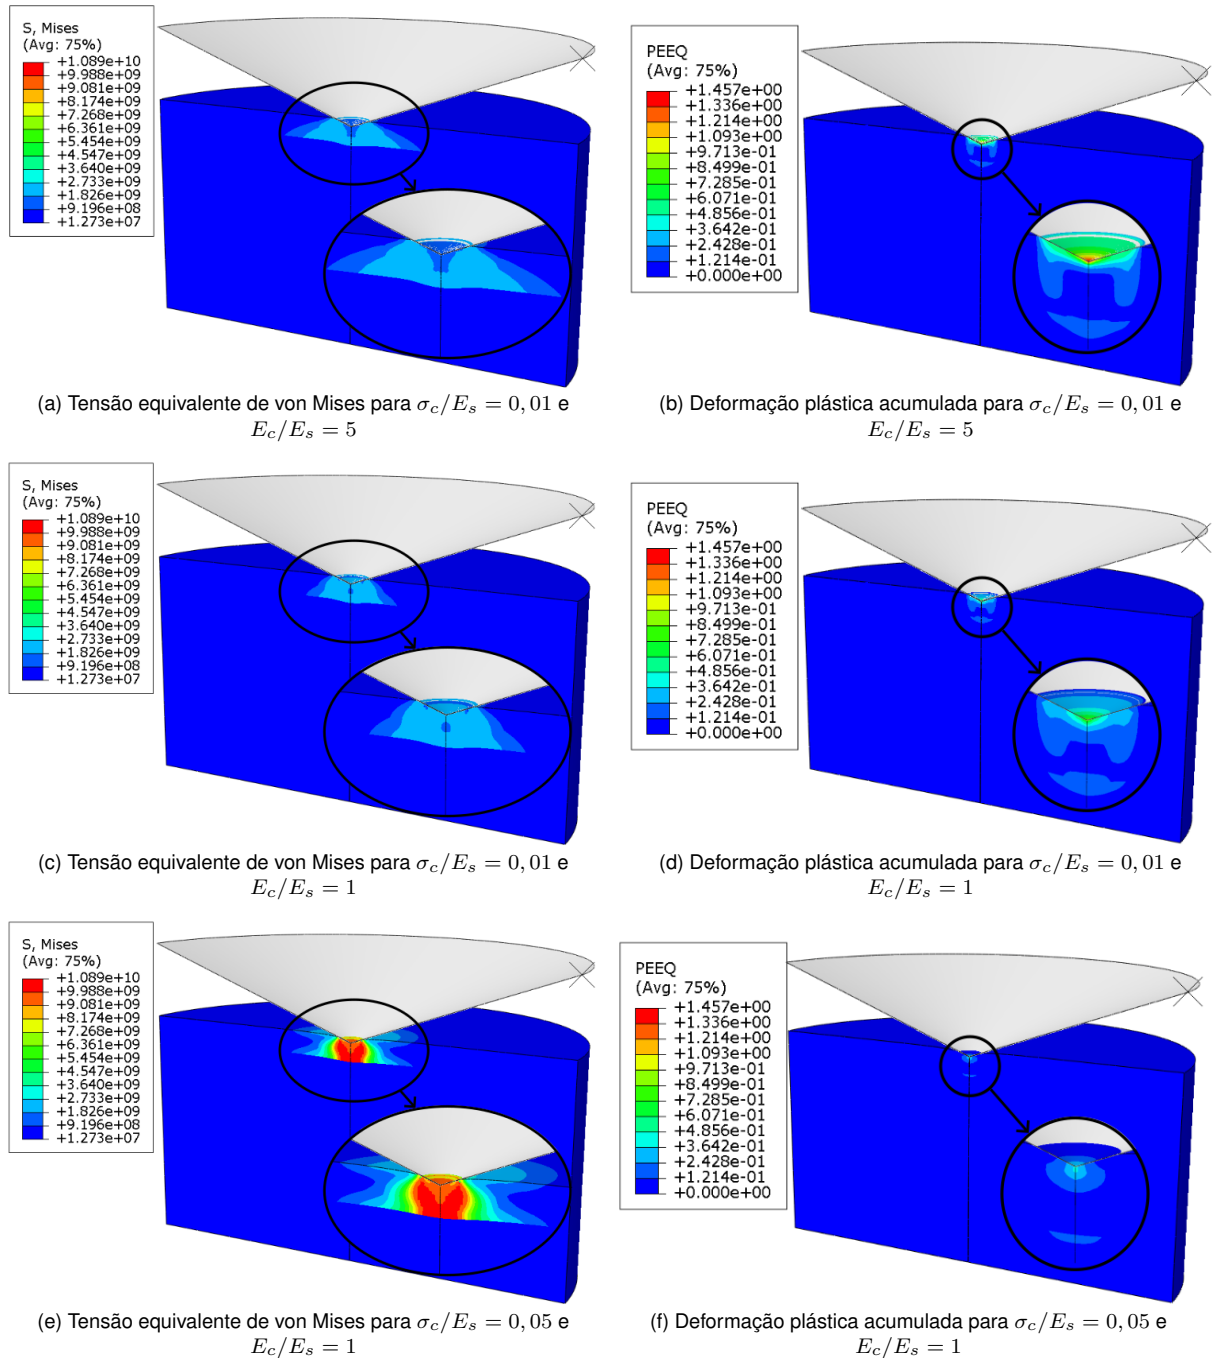 S, Mises
(Avg: 75%)
+1.089e+10
+9.988e+09
+9.081e+09
+8.174e+09
+7.268e+09
+6.361e+09
+5.454e+09
+4.547e+09
+3.640e+09
+2.733e+09
+1.826e+09
+9.196e+08
+1.273e+07
PEEQ
(Avg: 75%)
+1.457e+00
+1.336e+00
+1.214e+00
+1.093e+00
+9.713e-01
+8.499e-01
+7.285e-01
+6.071e-01
+4.856e-01
+3.642e-01
+2.428e-01
+1.214e-01
+0.000e+00
(a) Tensão equivalente de von Mises para σc/Es = 0, 01 e
Ec/Es = 5
(b) Deformação plástica acumulada para σc/Es = 0, 01 e
Ec/Es = 5
S, Mises
(Avg: 75%)
+1.089e+10
+9.988e+09
+9.081e+09
+8.174e+09
+7.268e+09
+6.361e+09
+5.454e+09
+4.547e+09
+3.640e+09
+2.733e+09
+1.826e+09
+9.196e+08
+1.273e+07
PEEQ
(Avg: 75%)
+1.457e+00
+1.336e+00
+1.214e+00
+1.093e+00
+9.713e-01
+8.499e-01
+7.285e-01
+6.071e-01
+4.856e-01
+3.642e-01
+2.428e-01
+1.214e-01
+0.000e+00
(c) Tensão equivalente de von Mises para σc/Es = 0, 01 e
Ec/Es = 1
(d) Deformação plástica acumulada para σc/Es = 0, 01 e
Ec/Es = 1
S, Mises
(Avg: 75%)
+1.089e+10
+9.988e+09
+9.081e+09
+8.174e+09
+7.268e+09
+6.361e+09
+5.454e+09
+4.547e+09
+3.640e+09
+2.733e+09
+1.826e+09
+9.196e+08
+1.273e+07
PEEQ
(Avg: 75%)
+1.457e+00
+1.336e+00
+1.214e+00
+1.093e+00
+9.713e-01
+8.499e-01
+7.285e-01
+6.071e-01
+4.856e-01
+3.642e-01
+2.428e-01
+1.214e-01
+0.000e+00
(e) Tensão equivalente de von Mises para σc/Es = 0, 05 e
Ec/Es = 1
(f) Deformação plástica acumulada para σc/Es = 0, 05 e
Ec/Es = 1